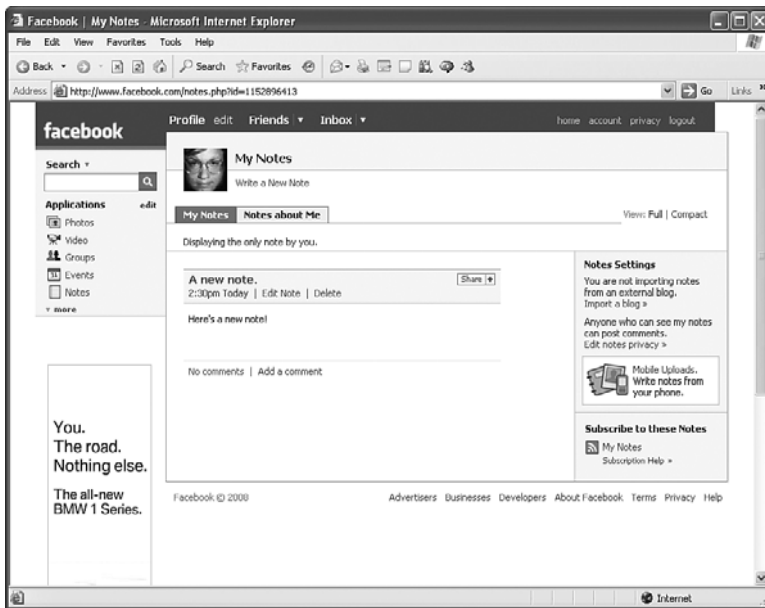 Facebook | My Notes - Microsoft Internet Explorer
File Edit View Favorites Tools Help
Back Search Favorites
Address http://www.facebook.com/notes.php?id=1152896413 Go Links »
facebook
Profile edit Friends ▾ Inbox ▾ home account privacy logout
Search ▾
Applications edit
Photos
Video
Groups
31 Events
Notes
▾ more
My Notes
Write a New Note
My Notes Notes about Me
View: Full | Compact
Displaying the only note by you.
A new note.
Share +
2:30pm Today | Edit Note | Delete
Here's a new note!
No comments | Add a comment
Notes Settings
You are not importing notes
from an external blog.
Import a blog »
Anyone who can see my notes
can post comments.
Edit notes privacy »
Mobile Uploads.
Write notes from
your phone.
Subscribe to these Notes
My Notes
Subscription Help »
You.
The road.
Nothing else.
The all-new
BMW 1 Series.
Facebook © 2008 Advertisers Businesses Developers About Facebook Terms Privacy Help
Internet